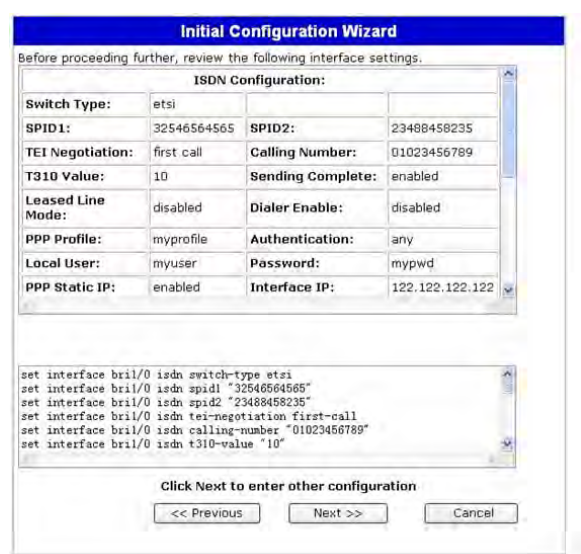 Initial Configuration Wizard
Before proceeding further, review the following interface settings.
ISDN Configuration:
Switch Type: etsi
SPID1: 32546564565 SPID2: 23488458235
TEI Negotiation: first call Calling Number: 01023456789
T310 Value: 10 Sending Complete: enabled
Leased Line Mode: disabled Dialer Enable: disabled
PPP Profile: myprofile Authentication: any
Local User: myuser Password: mypwd
PPP Static IP: enabled Interface IP: 122.122.122.122
set interface bri1/0 isdn switch-type etsi
set interface bri1/0 isdn spid1 "32546564565"
set interface bri1/0 isdn spid2 "23488458235"
set interface bri1/0 isdn tei-negotiation first-call
set interface bri1/0 isdn calling-number "01023456789"
set interface bri1/0 isdn t310-value "10"
Click Next to enter other configuration
<< Previous Next >> Cancel